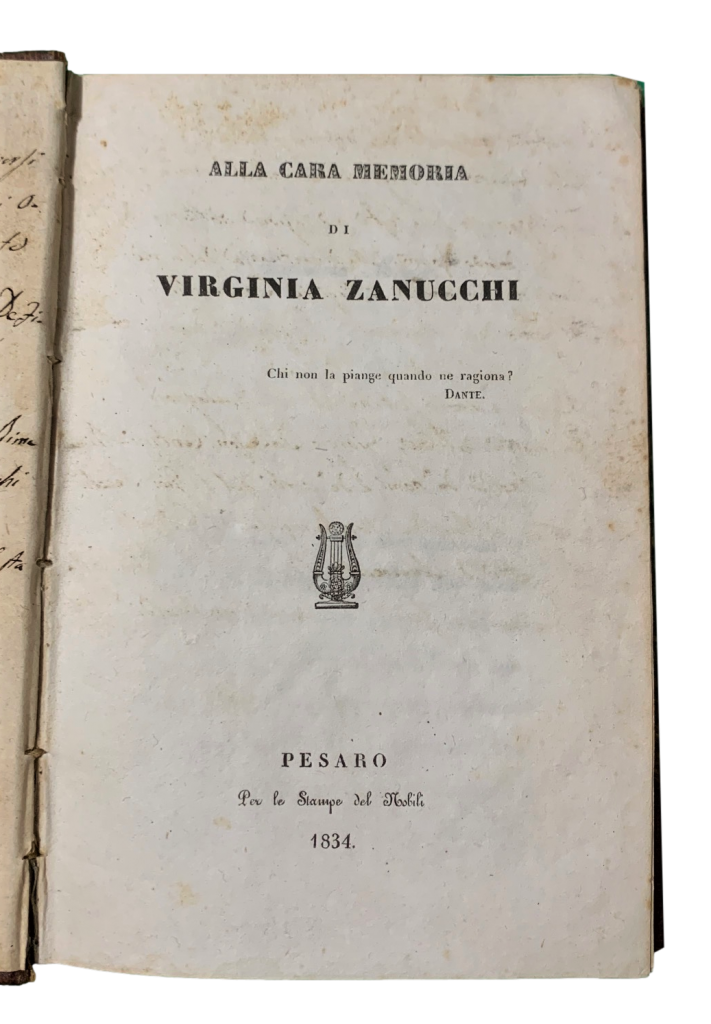 ALLA CARA MEMORIA
DI
VIRGINIA ZANUCCHI
Chi non la piange quando ne ragiona?
DANTE.
PESARO
Per le Stampe del Nobili
1834.